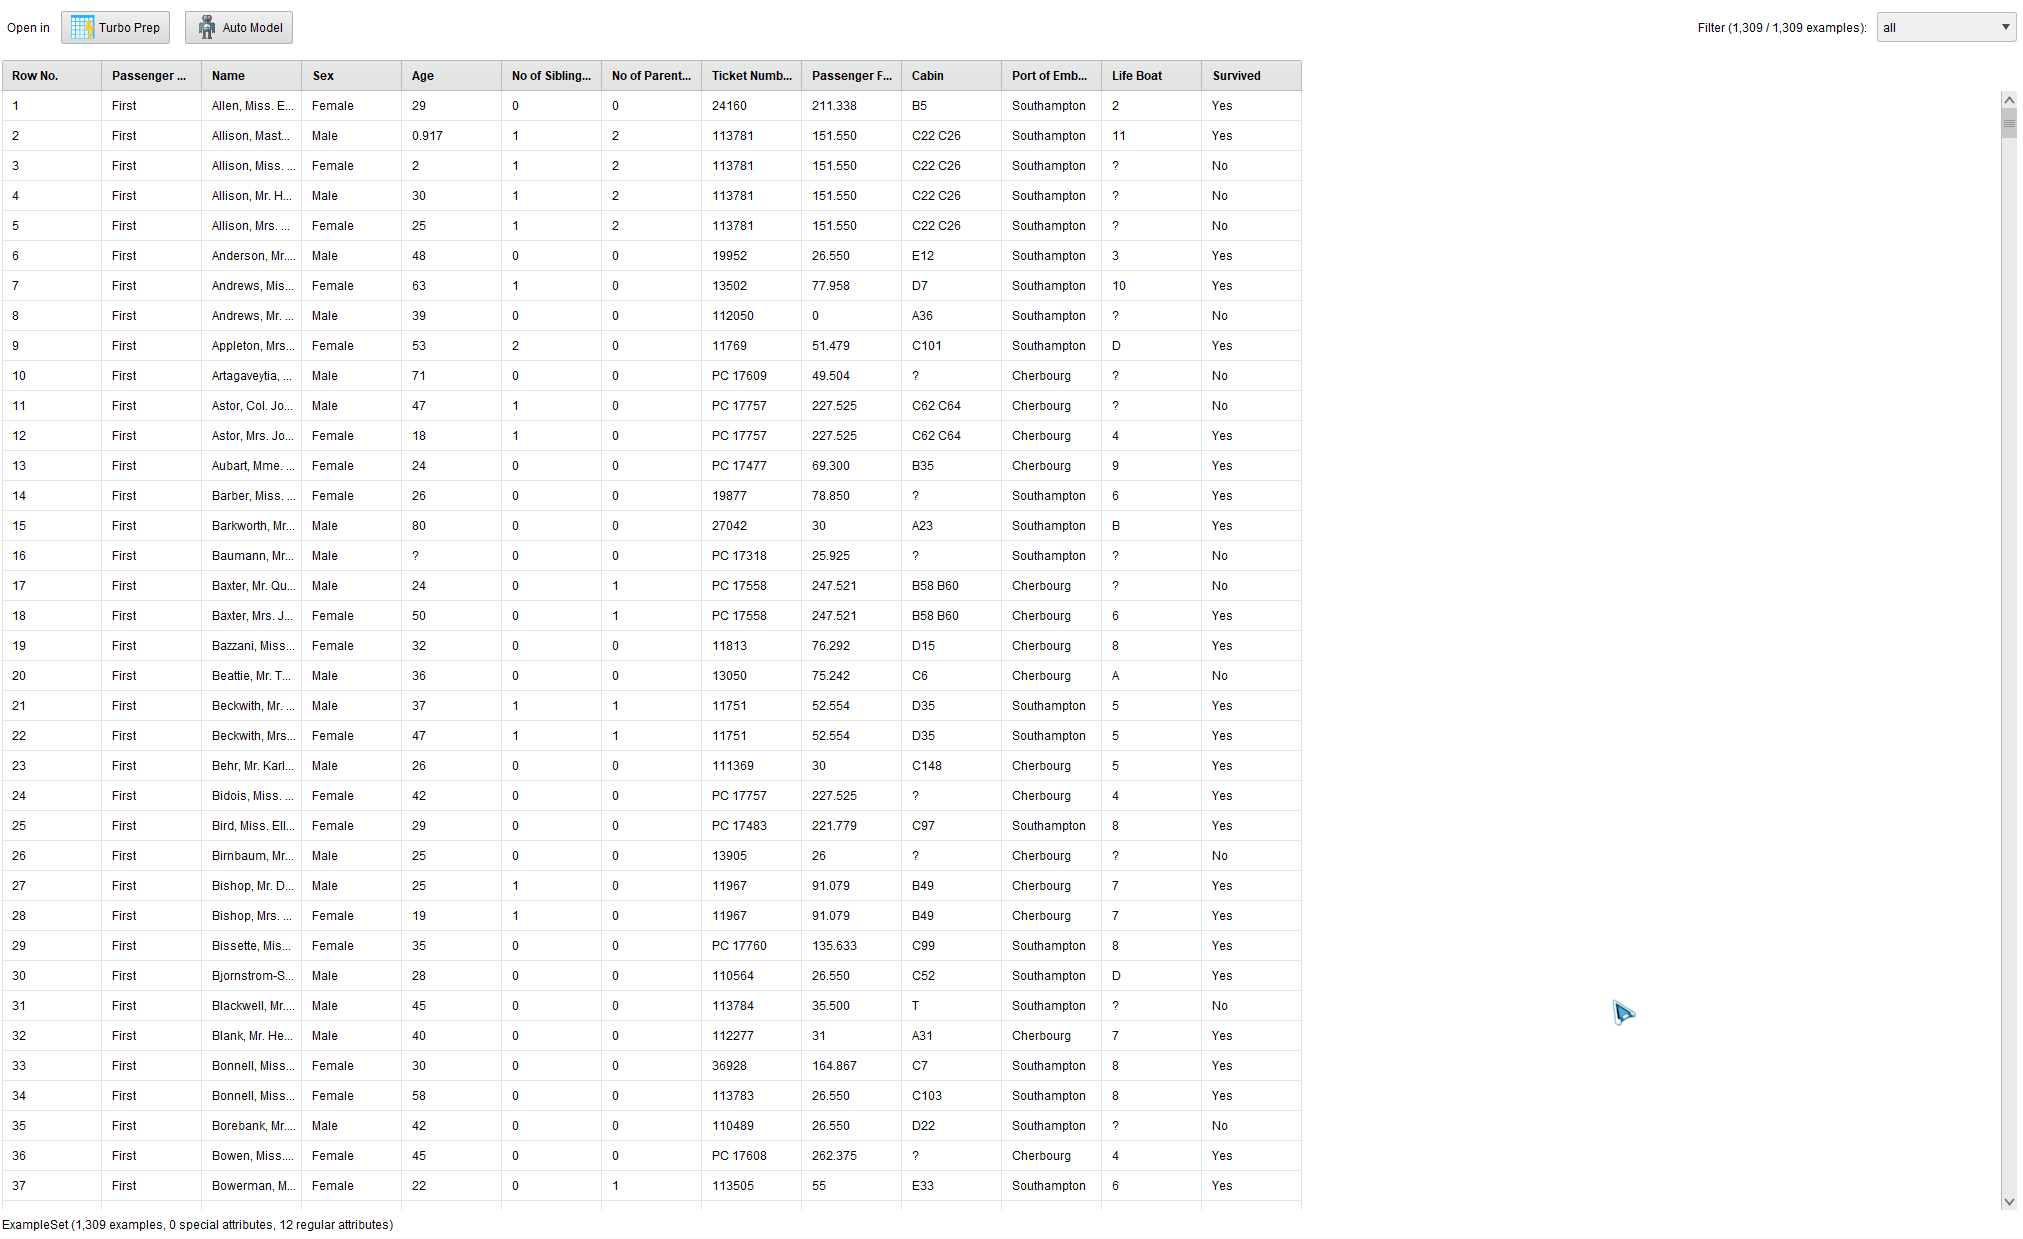 Open in Turbo Prep Auto Model Filter (1,309 / 1,309 examples): all
Row No. Passenger ... Name Sex Age No of Sibling... No of Parent... Ticket Numb... Passenger F... Cabin Port of Emb... Life Boat Survived
1 First Allen, Miss. E... Female 29 0 0 24160 211.338 B5 Southampton 2 Yes
2 First Allison, Mast... Male 0.917 1 2 113781 151.550 C22 C26 Southampton 11 Yes
3 First Allison, Miss. ... Female 2 1 2 113781 151.550 C22 C26 Southampton ? No
4 First Allison, Mr. H... Male 30 1 2 113781 151.550 C22 C26 Southampton ? No
5 First Allison, Mrs. ... Female 25 1 2 113781 151.550 C22 C26 Southampton ? No
6 First Anderson, Mr.... Male 48 0 0 19952 26.550 E12 Southampton 3 Yes
7 First Andrews, Mis... Female 63 1 0 13502 77.958 D7 Southampton 10 Yes
8 First Andrews, Mr. ... Male 39 0 0 112050 0 A36 Southampton ? No
9 First Appleton, Mrs... Female 53 2 0 11769 51.479 C101 Southampton D Yes
10 First Artagaveytia, ... Male 71 0 0 PC 17609 49.504 ? Cherbourg ? No
11 First Astor, Col. Jo... Male 47 1 0 PC 17757 227.525 C62 C64 Cherbourg ? No
12 First Astor, Mrs. Jo... Female 18 1 0 PC 17757 227.525 C62 C64 Cherbourg 4 Yes
13 First Aubart, Mme. ... Female 24 0 0 PC 17477 69.300 B35 Cherbourg 9 Yes
14 First Barber, Miss. ... Female 26 0 0 19877 78.850 ? Southampton 6 Yes
15 First Barkworth, Mr... Male 80 0 0 27042 30 A23 Southampton B Yes
16 First Baumann, Mr... Male ? 0 0 PC 17318 25.925 ? Southampton ? No
17 First Baxter, Mr. Qu... Male 24 0 1 PC 17558 247.521 B58 B60 Cherbourg ? No
18 First Baxter, Mrs. J... Female 50 0 1 PC 17558 247.521 B58 B60 Cherbourg 6 Yes
19 First Bazzani, Miss... Female 32 0 0 11813 76.292 D15 Cherbourg 8 Yes
20 First Beattie, Mr. T... Male 36 0 0 13050 75.242 C6 Cherbourg A No
21 First Beckwith, Mr. ... Male 37 1 1 11751 52.554 D35 Southampton 5 Yes
22 First Beckwith, Mrs... Female 47 1 1 11751 52.554 D35 Southampton 5 Yes
23 First Behr, Mr. Karl... Male 26 0 0 111369 30 C148 Cherbourg 5 Yes
24 First Bidois, Miss. ... Female 42 0 0 PC 17757 227.525 ? Cherbourg 4 Yes
25 First Bird, Miss. Ell... Female 29 0 0 PC 17483 221.779 C97 Southampton 8 Yes
26 First Birnbaum, Mr... Male 25 0 0 13905 26 ? Cherbourg ? No
27 First Bishop, Mr. D... Male 25 1 0 11967 91.079 B49 Cherbourg 7 Yes
28 First Bishop, Mrs. ... Female 19 1 0 11967 91.079 B49 Cherbourg 7 Yes
29 First Bissette, Mis... Female 35 0 0 PC 17760 135.633 C99 Southampton 8 Yes
30 First Bjornstrom-S... Male 28 0 0 110564 26.550 C52 Southampton D Yes
31 First Blackwell, Mr.... Male 45 0 0 113784 35.500 T Southampton ? No
32 First Blank, Mr. He... Male 40 0 0 112277 31 A31 Cherbourg 7 Yes
33 First Bonnell, Miss... Female 30 0 0 36928 164.867 C7 Southampton 8 Yes
34 First Bonnell, Miss... Female 58 0 0 113783 26.550 C103 Southampton 8 Yes
35 First Borebank, Mr.... Male 42 0 0 110489 26.550 D22 Southampton ? No
36 First Bowen, Miss.... Female 45 0 0 PC 17608 262.375 ? Cherbourg 4 Yes
37 First Bowerman, M... Female 22 0 1 113505 55 E33 Southampton 6 Yes
ExampleSet (1,309 examples, 0 special attributes, 12 regular attributes)